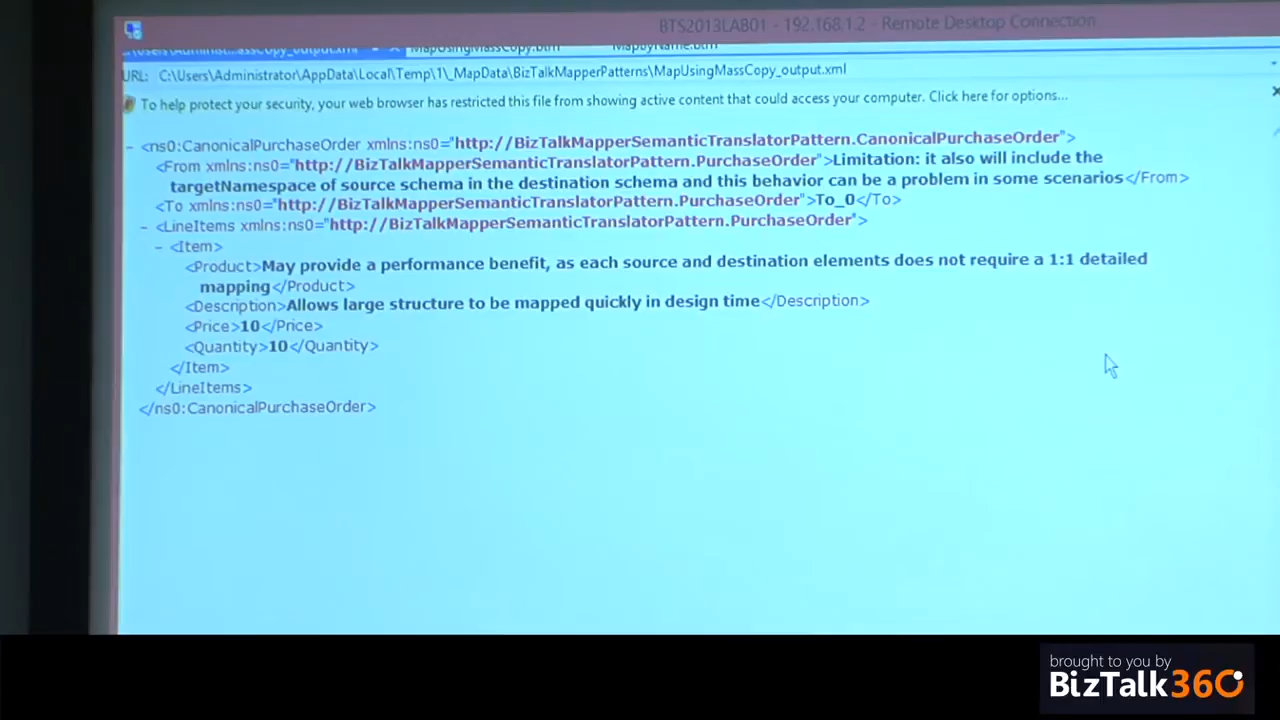 BTS2013LAB01 - 192.168.1.2 - Remote Desktop Connection
MapUsingMassCopy.btm MapByName.btm
URL: C:\Users\Administrator\AppData\Local\Temp\1\_MapData\BizTalkMapperPatterns\MapUsingMassCopy_output.xml
To help protect your security, your web browser has restricted this file from showing active content that could access your computer. Click here for options...
- <ns0:CanonicalPurchaseOrder xmlns:ns0="http://BizTalkMapperSemanticTranslatorPattern.CanonicalPurchaseOrder">
<From xmlns:ns0="http://BizTalkMapperSemanticTranslatorPattern.PurchaseOrder">Limitation: it also will include the
targetNamespace of source schema in the destination schema and this behavior can be a problem in some scenarios</From>
<To xmlns:ns0="http://BizTalkMapperSemanticTranslatorPattern.PurchaseOrder">To_0</To>
- <LineItems xmlns:ns0="http://BizTalkMapperSemanticTranslatorPattern.PurchaseOrder">
- <Item>
<Product>May provide a performance benefit, as each source and destination elements does not require a 1:1 detailed
mapping</Product>
<Description>Allows large structure to be mapped quickly in design time</Description>
<Price>10</Price>
<Quantity>10</Quantity>
</Item>
</LineItems>
</ns0:CanonicalPurchaseOrder>
brought to you by
BizTalk360